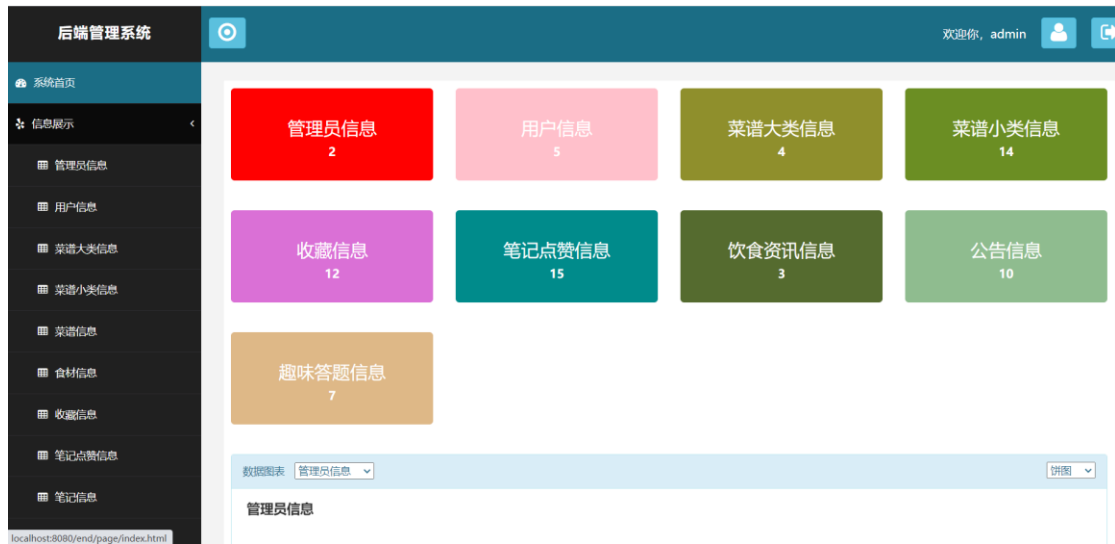 后端管理系统
欢迎你, admin
系统首页
信息展示
管理员信息
用户信息
菜谱大类信息
菜谱小类信息
菜谱信息
食材信息
收藏信息
笔记点赞信息
笔记信息
localhost:8080/end/page/index.html
管理员信息
2
用户信息
5
菜谱大类信息
4
菜谱小类信息
14
收藏信息
12
笔记点赞信息
15
饮食资讯信息
3
公告信息
10
趣味答题信息
7
数据图表 管理员信息 饼图
管理员信息